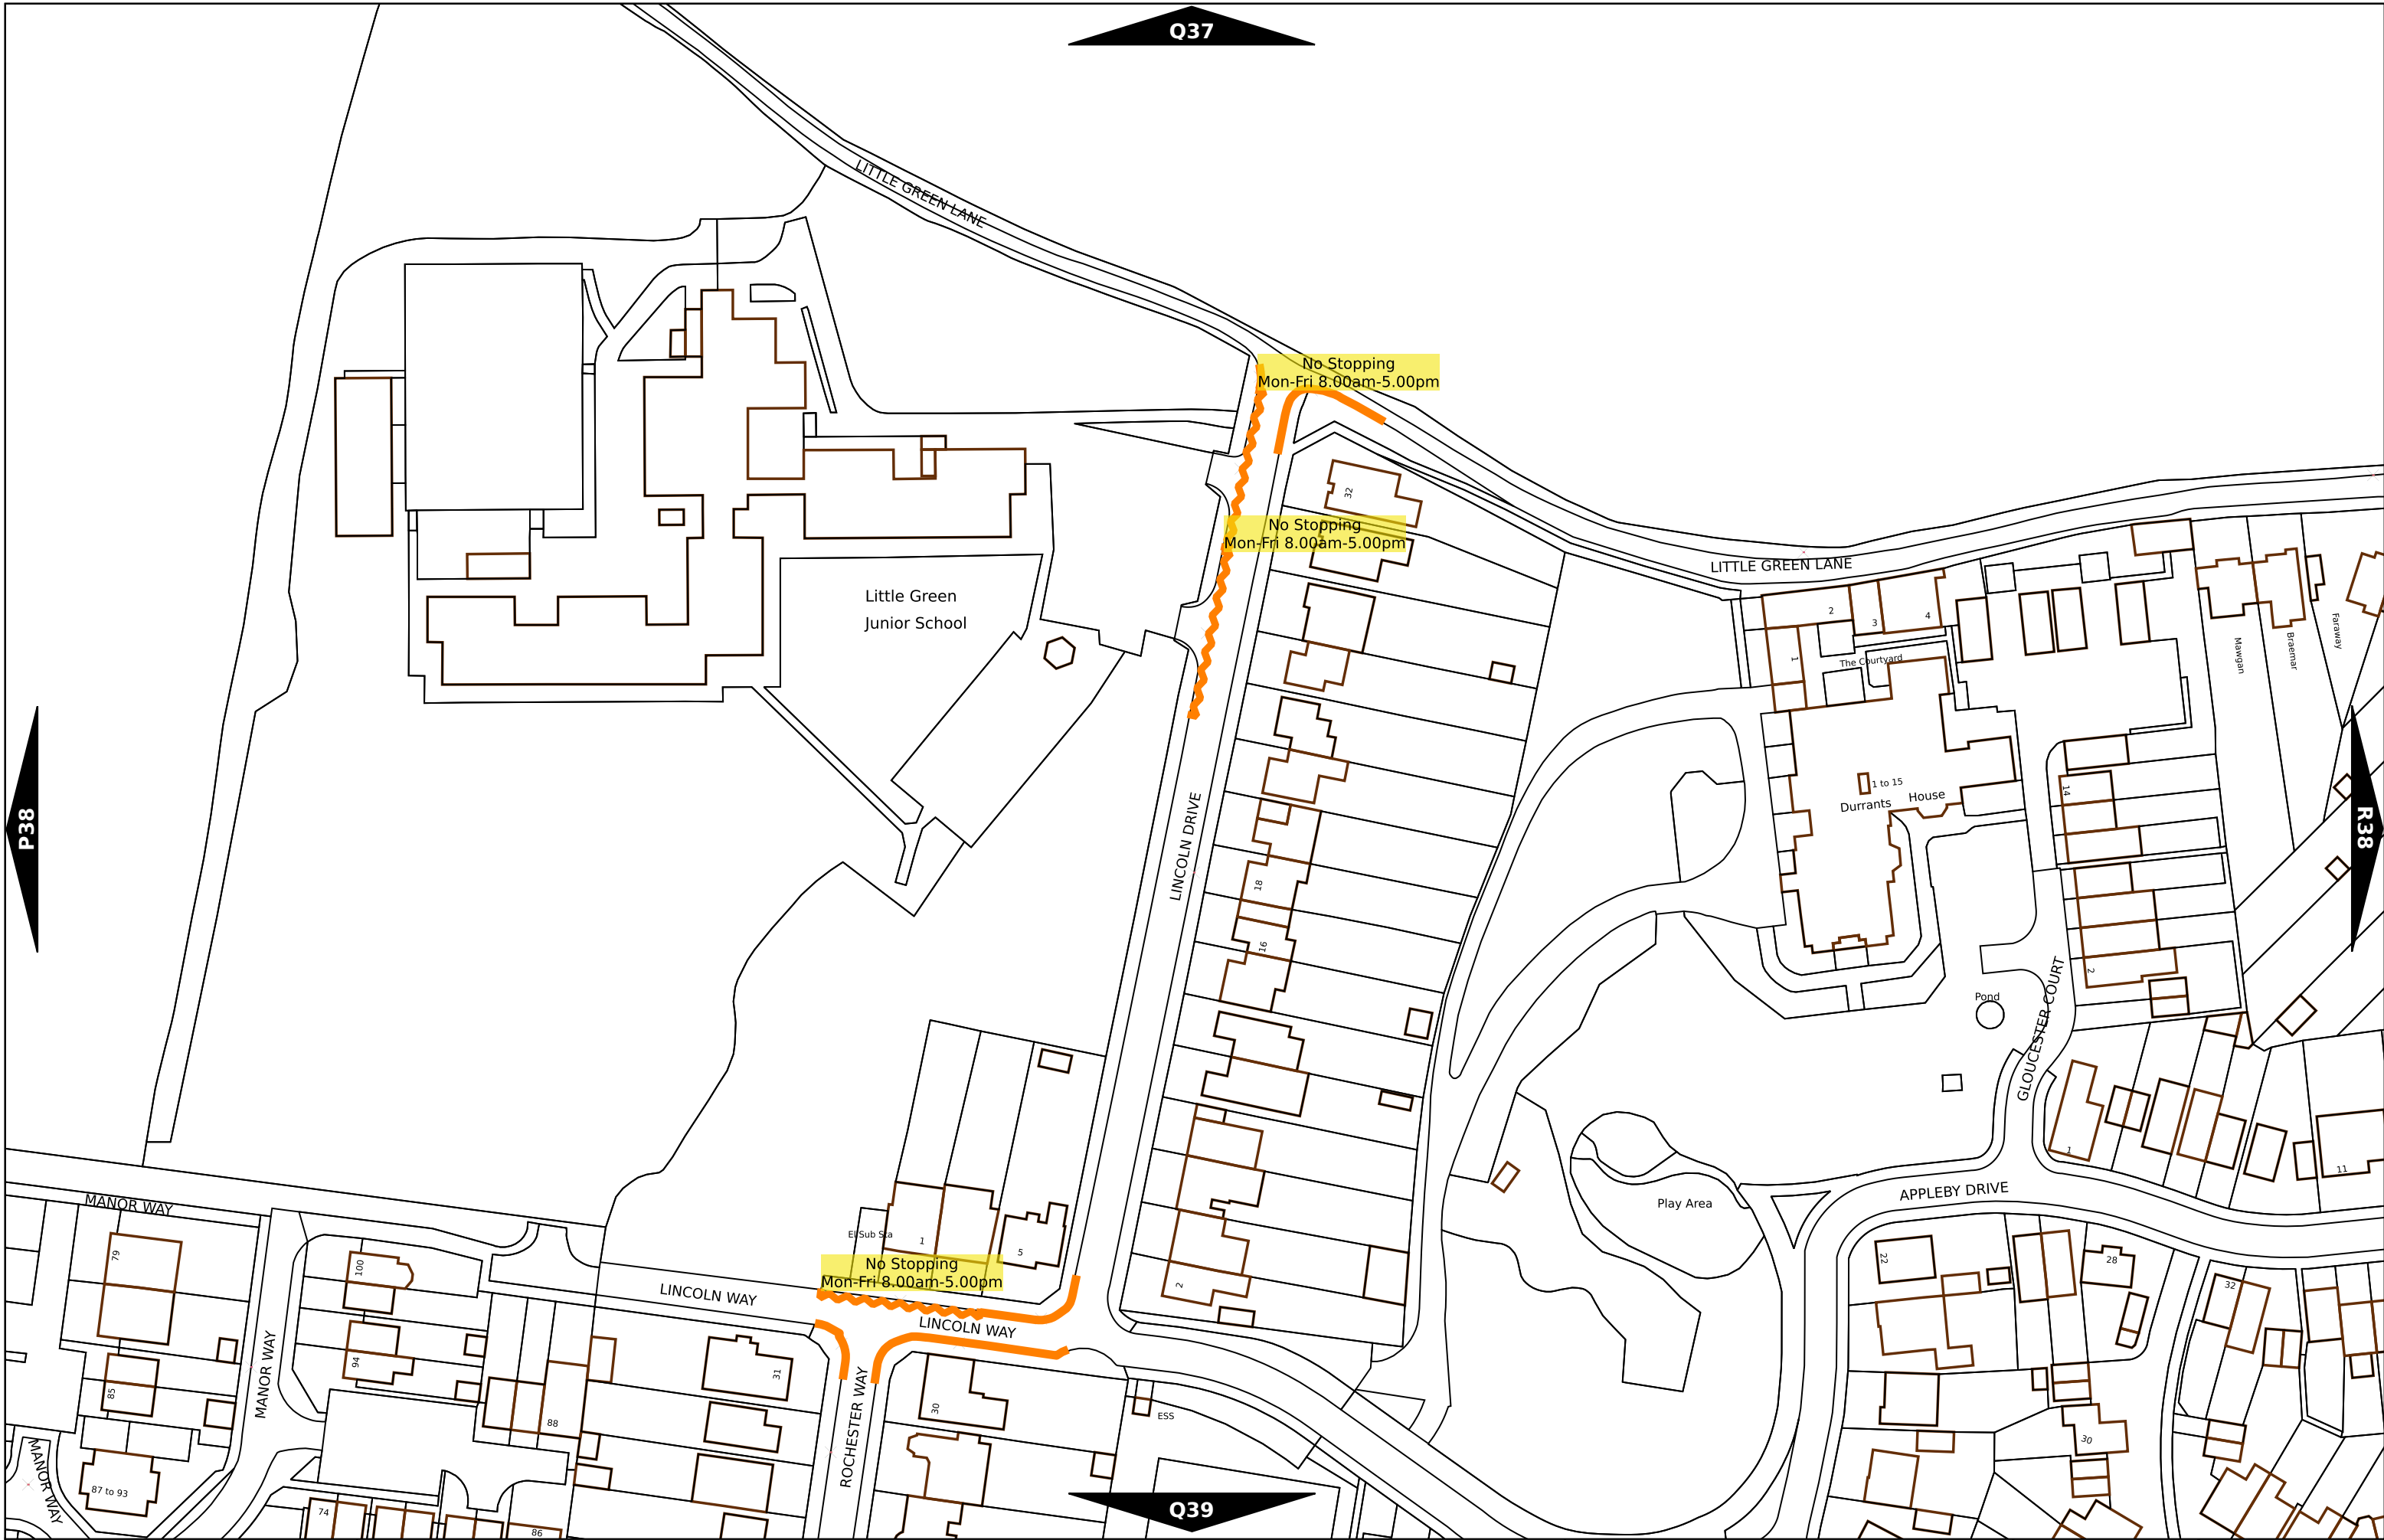 Q37
LITTLE GREEN LANE
No Stopping
Mon-Fri 8.00am-5.00pm
32
No Stopping
Mon-Fri 8.00am-5.00pm
LITTLE GREEN LANE
Little Green
Junior School
2
3
4
1
The Courtyard
Mawgan
Braemar
Faraway
P38
R38
LINCOLN DRIVE
1 to 15
Durrants House
14
18
16
2
Pond
GLOUCESTER COURT
1
11
MANOR WAY
APPLEBY DRIVE
Play Area
El Sub Sta
1
5
79
100
No Stopping
Mon-Fri 8.00am-5.00pm
LINCOLN WAY
LINCOLN WAY
2
22
28
32
MANOR WAY
94
85
31
30
88
ESS
ROCHESTER WAY
30
MANOR WAY
87 to 93
74
86
Q39